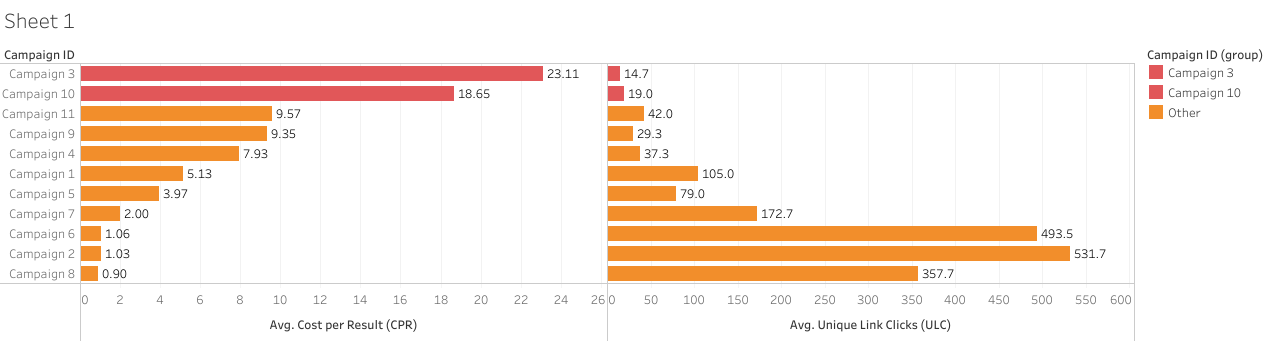 Sheet 1
Campaign ID
Campaign ID (group)
Campaign 3 23.11 14.7
Campaign 10 18.65 19.0
Campaign 11 9.57 42.0
Campaign 9 9.35 29.3
Campaign 4 7.93 37.3
Campaign 1 5.13 105.0
Campaign 5 3.97 79.0
Campaign 7 2.00 172.7
Campaign 6 1.06 493.5
Campaign 2 1.03 531.7
Campaign 8 0.90 357.7
0 2 4 6 8 10 12 14 16 18 20 22 24 26
0 50 100 150 200 250 300 350 400 450 500 550 600
Avg. Cost per Result (CPR)
Avg. Unique Link Clicks (ULC)
Campaign 3
Campaign 10
Other